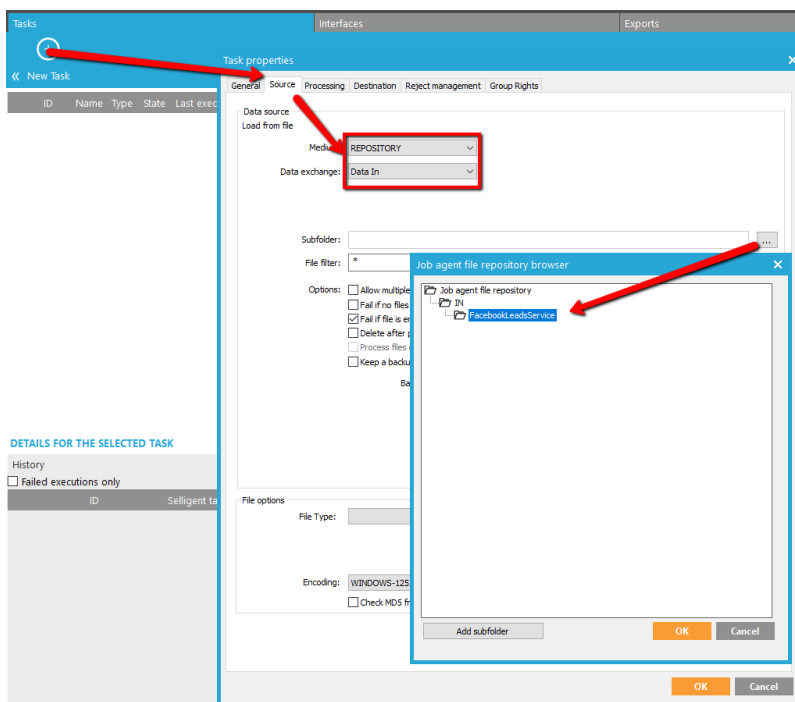 Tasks Interfaces Exports
« New Task
Task properties ×
General Source Processing Destination Reject management Group Rights
ID Name Type State Last exec
Data source
Load from file
REPOSITORY
Data exchange: Data In
Subfolder: ...
File filter: *
Job agent file repository browser ×
Options: Allow multiple
Fail if no files
Fail if file is
Delete after
Process files
Keep a backu
Ba
Job agent file repository
IN
FacebookLeadsService
DETAILS FOR THE SELECTED TASK
History
Failed executions only
ID Selligent ta
File options
File Type:
Encoding: WINDOWS-125
Check MD5 fr
Add subfolder OK Cancel
OK Cancel